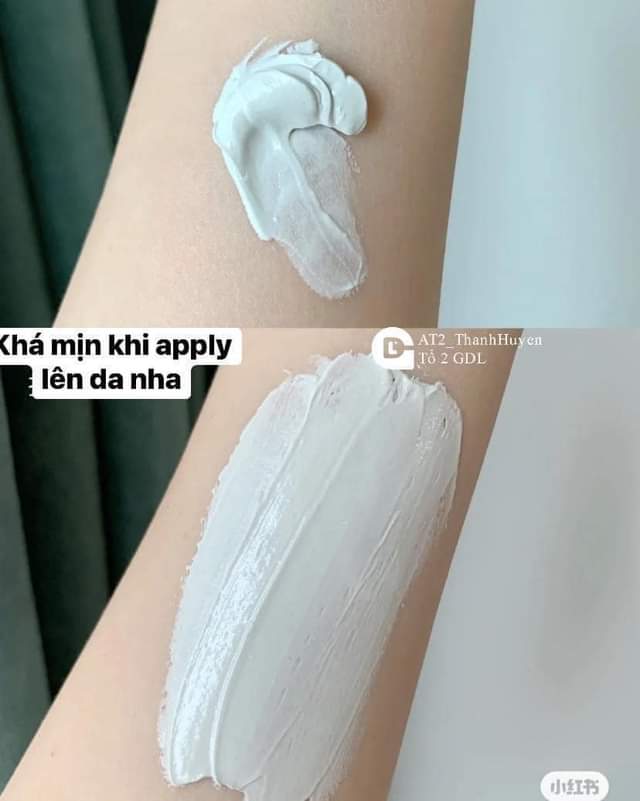 Khá mịn khi apply
lên da nha
AT2_ThanhHuyen
Tổ 2 GDL
小红书